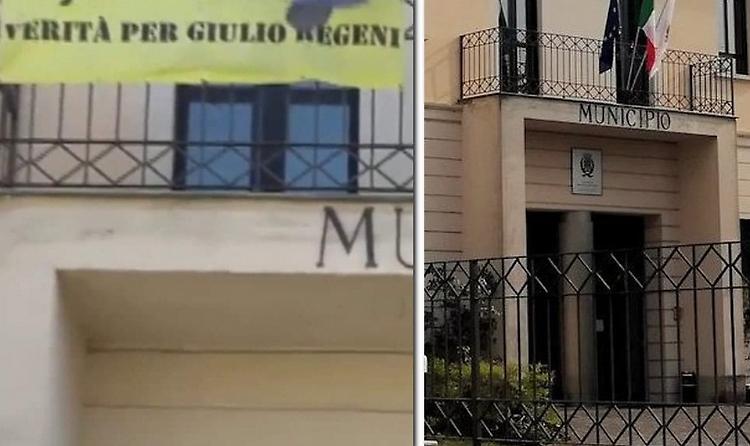 VERITÀ PER GIULIO REGENI
MU
MUNICIPIO